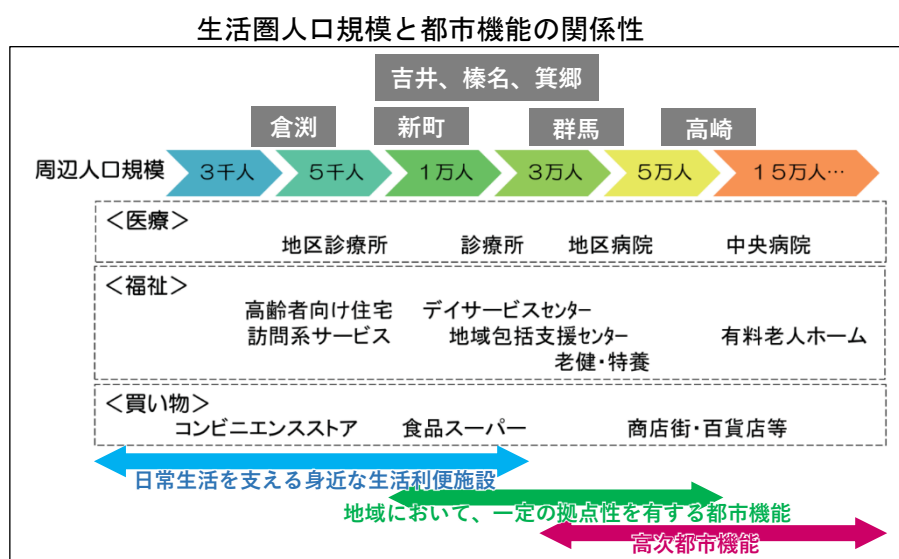 生活圏人口規模と都市機能の関係性
吉井、榛名、箕郷
倉渕
新町
群馬
高崎
周辺人口規模
３千人
５千人
１万人
３万人
５万人
１５万人…
＜医療＞
地区診療所
診療所
地区病院
中央病院
＜福祉＞
高齢者向け住宅
デイサービスセンター
訪問系サービス
地域包括支援センター
有料老人ホーム
老健・特養
＜買い物＞
コンビニエンスストア
食品スーパー
商店街・百貨店等
日常生活を支える身近な生活利便施設
地域において、一定の拠点性を有する都市機能
高次都市機能